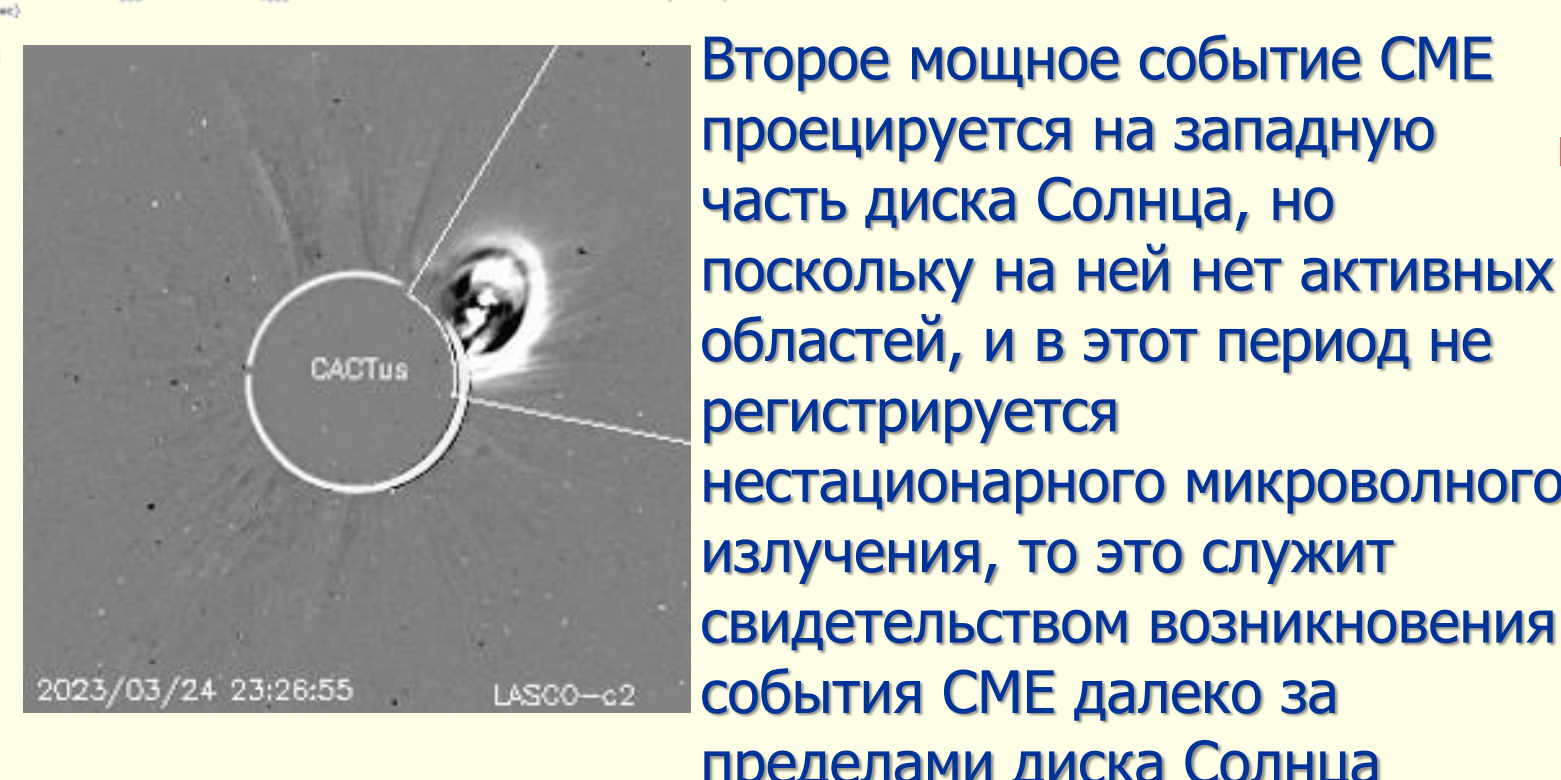 Второе мощное событие СМЕ
проецируется на западную
часть диска Солнца, но
поскольку на ней нет активных
областей, и в этот период не
регистрируется
нестационарного микроволного
излучения, то это служит
свидетельством возникновения
события СМЕ далеко за
пределами диска Солнца
CACTus
2023/03/24 23:26:55
LASCO-c2